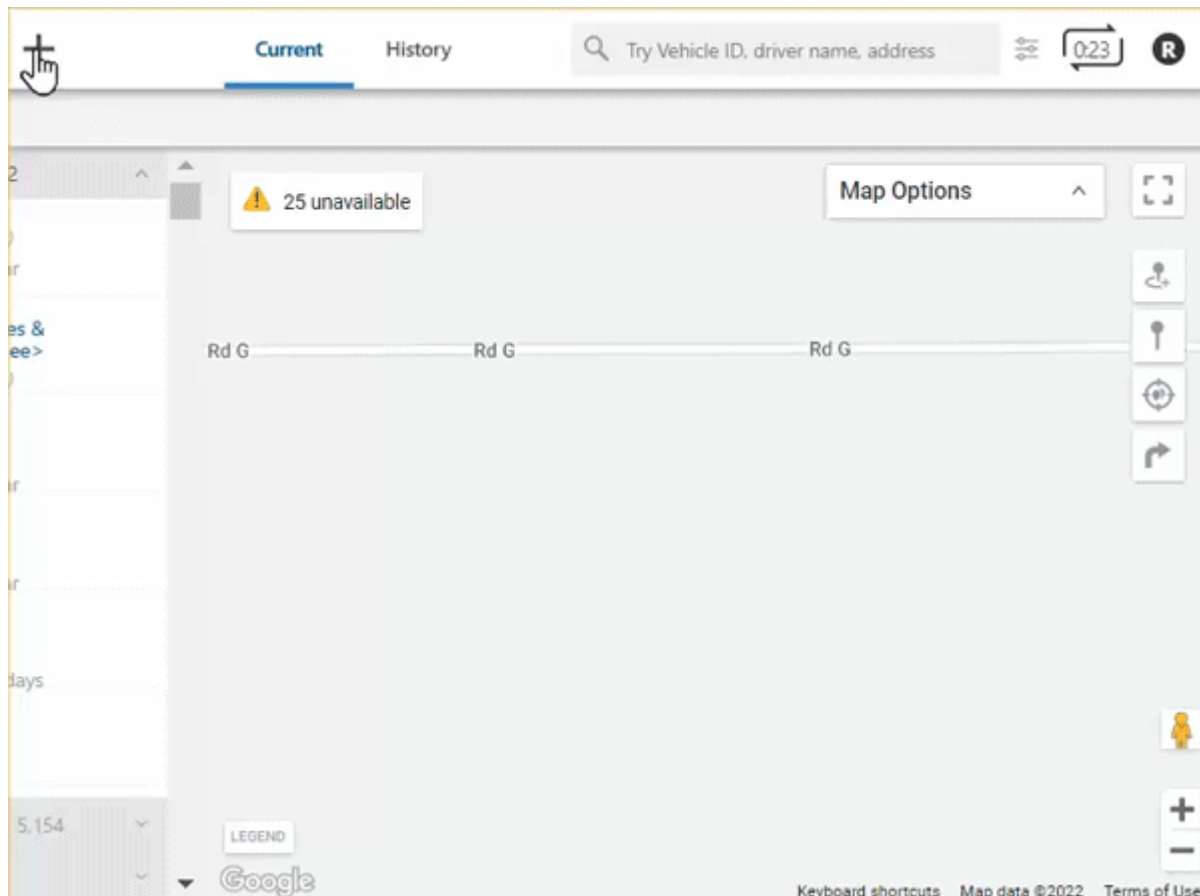 Current
History
Try Vehicle ID, driver name, address
0:23
R
2
25 unavailable
Map Options
es &
ee>
Rd G
Rd G
Rd G
days
5,154
LEGEND
Google
Keyboard shortcuts
Map data ©2022
Terms of Use